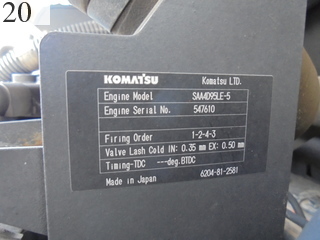 20
KOMATSU Komatsu LTD.
Engine Model SAA4D95LE-5
Engine Serial No. 547610
Firing Order 1-2-4-3
Valve Lash Cold IN: 0.35 mm EX: 0.50 mm
Timing-TDC ---deg.BTDC
Made in Japan 6204-81-2581